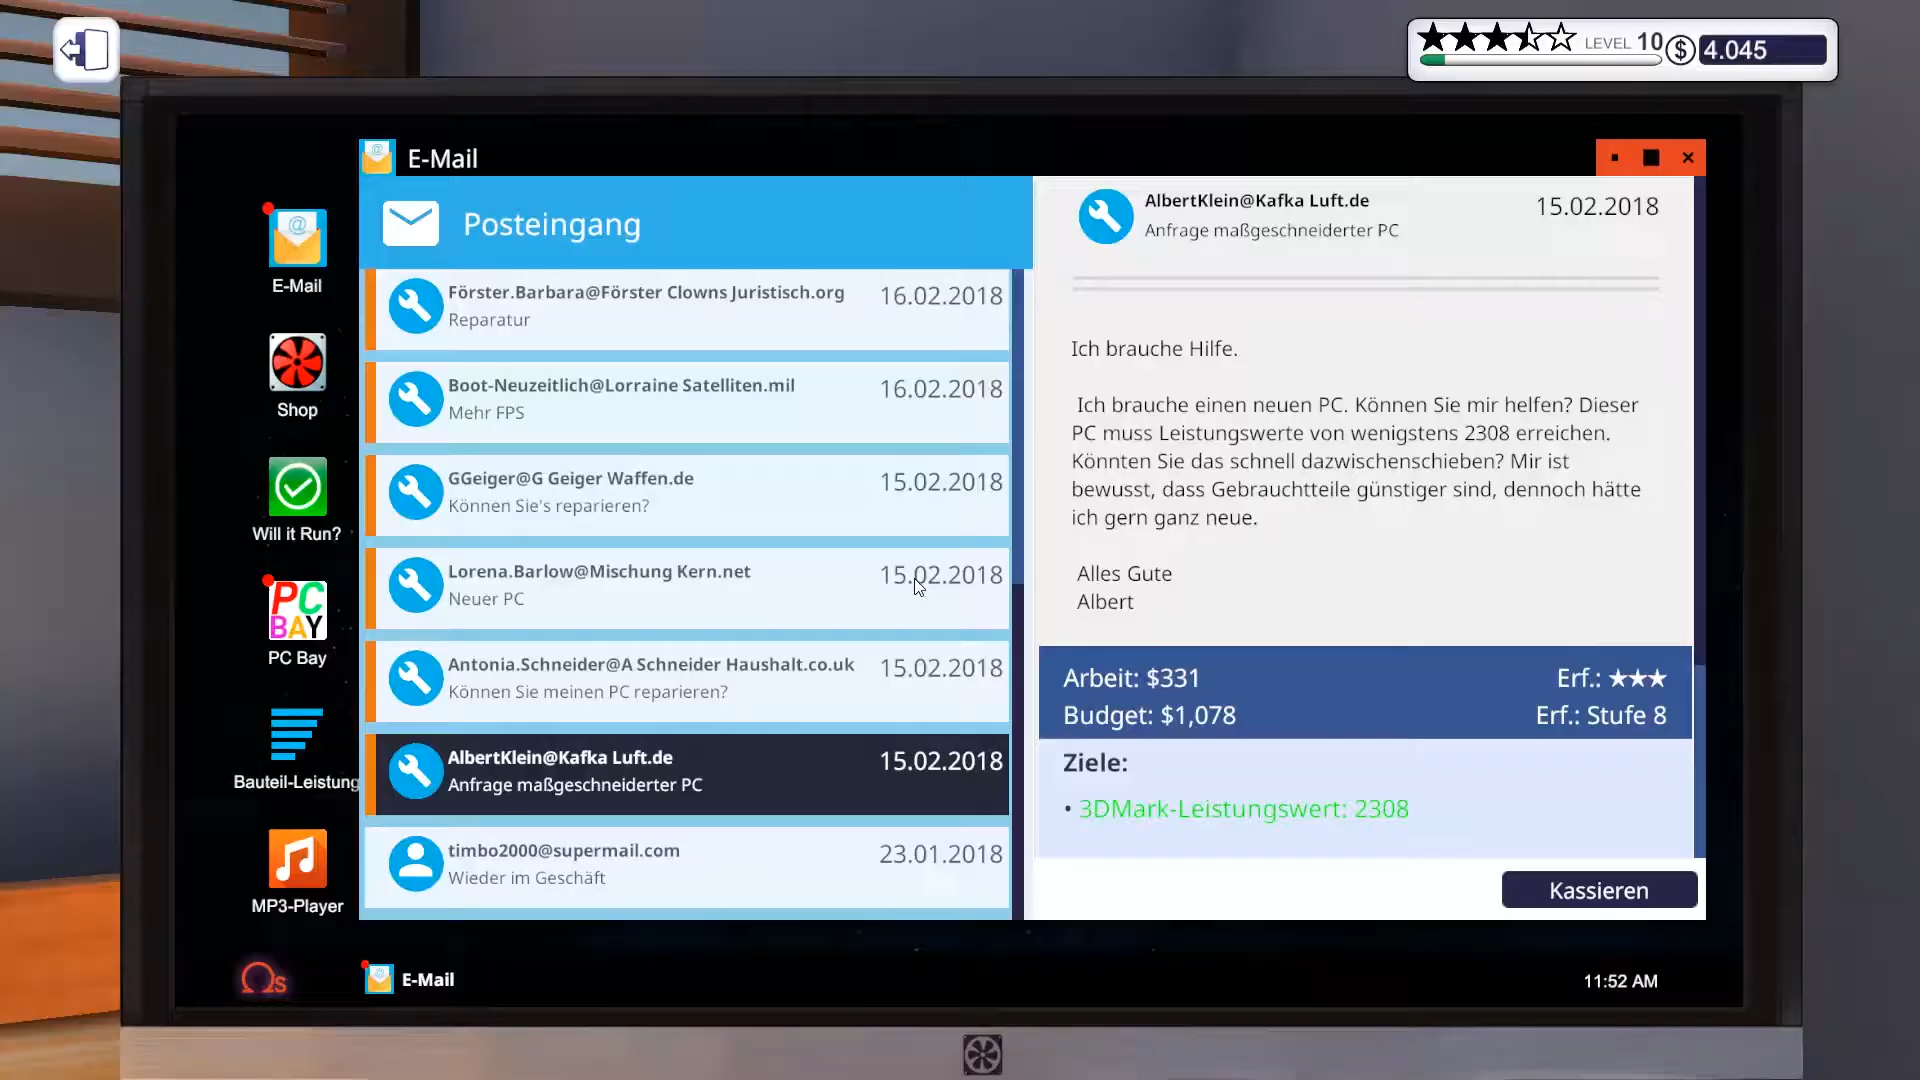 LEVEL 10
$ 4.045
E-Mail
Posteingang
E-Mail
Shop
Will it Run?
PC BAY
PC Bay
Bauteil-Leistung
MP3-Player
Förster.Barbara@Förster Clowns Juristisch.org 16.02.2018
Reparatur
Boot-Neuzeitlich@Lorraine Satelliten.mil 16.02.2018
Mehr FPS
GGeiger@G Geiger Waffen.de 15.02.2018
Können Sie's reparieren?
Lorena.Barlow@Mischung Kern.net 15.02.2018
Neuer PC
Antonia.Schneider@A Schneider Haushalt.co.uk 15.02.2018
Können Sie meinen PC reparieren?
AlbertKlein@Kafka Luft.de 15.02.2018
Anfrage maßgeschneiderter PC
timbo2000@supermail.com 23.01.2018
Wieder im Geschäft
AlbertKlein@Kafka Luft.de 15.02.2018
Anfrage maßgeschneiderter PC
Ich brauche Hilfe.
Ich brauche einen neuen PC. Können Sie mir helfen? Dieser
PC muss Leistungswerte von wenigstens 2308 erreichen.
Könnten Sie das schnell dazwischenschieben? Mir ist
bewusst, dass Gebrauchtteile günstiger sind, dennoch hätte
ich gern ganz neue.
Alles Gute
Albert
Arbeit: $331 Erf.: ★★★
Budget: $1,078 Erf.: Stufe 8
Ziele:
• 3DMark-Leistungswert: 2308
Kassieren
Ωs
E-Mail
11:52 AM